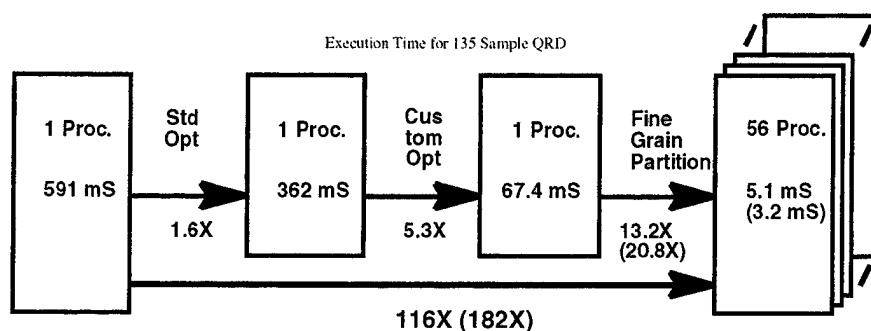 Execution Time for 135 Sample QRD
1 Proc.
591 mS
Std
Opt
1.6X
1 Proc.
362 mS
Cus
tom
Opt
5.3X
1 Proc.
67.4 mS
Fine
Grain
Partition
13.2X
(20.8X)
56 Proc.
5.1 mS
(3.2 mS)
116X (182X)